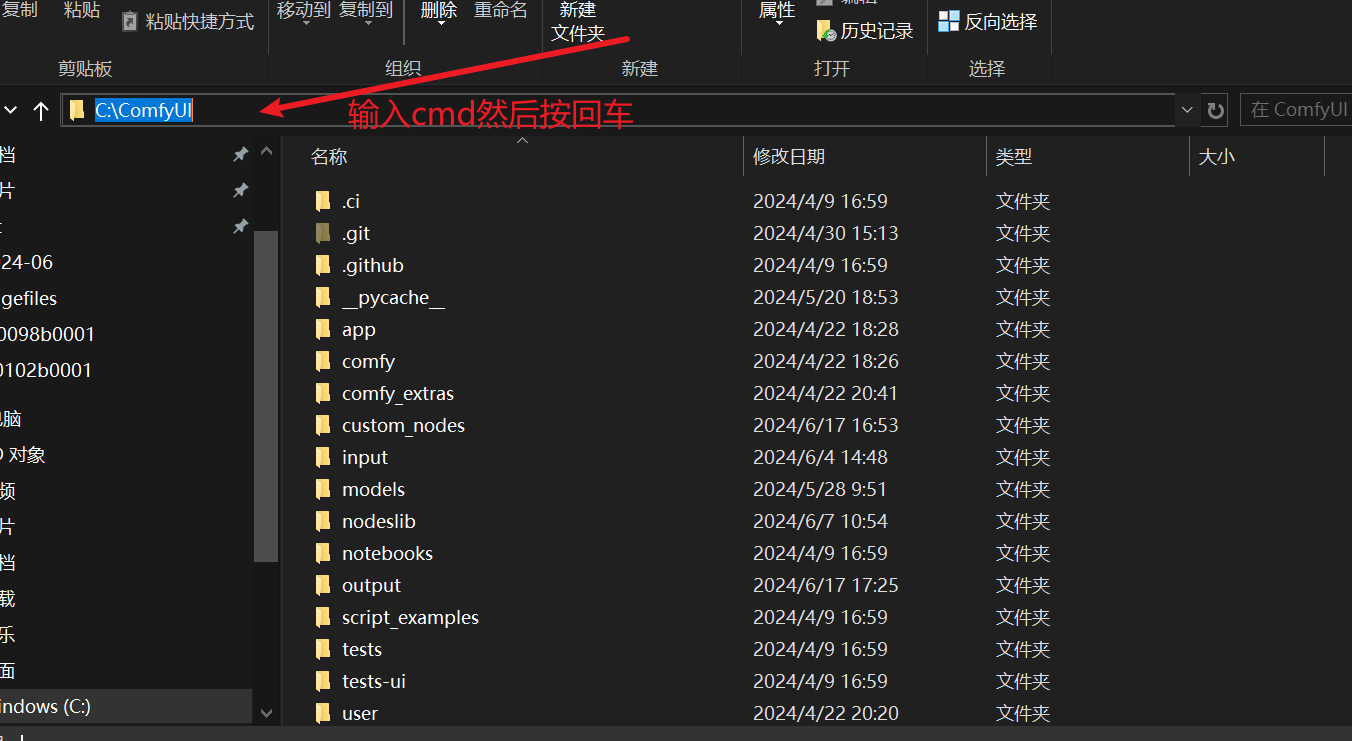 复制 粘贴 粘贴快捷方式 移动到 复制到 删除 重命名 新建
文件夹 属性 历史记录 反向选择
剪贴板 组织 新建 打开 选择
C:\ComfyUI 输入cmd然后按回车 在 ComfyUI
名称 修改日期 类型 大小
.ci 2024/4/9 16:59 文件夹
.git 2024/4/30 15:13 文件夹
24-06 .github 2024/4/9 16:59 文件夹
gefiles __pycache__ 2024/5/20 18:53 文件夹
0098b0001 app 2024/4/22 18:28 文件夹
0102b0001 comfy 2024/4/22 18:26 文件夹
comfy_extras 2024/4/22 20:41 文件夹
脑 custom_nodes 2024/6/17 16:53 文件夹
对象 input 2024/6/4 14:48 文件夹
频 models 2024/5/28 9:51 文件夹
片 nodeslib 2024/6/7 10:54 文件夹
档 notebooks 2024/4/9 16:59 文件夹
载 output 2024/6/17 17:25 文件夹
乐 script_examples 2024/4/9 16:59 文件夹
tests 2024/4/9 16:59 文件夹
面 tests-ui 2024/4/9 16:59 文件夹
indows (C:) user 2024/4/22 20:20 文件夹